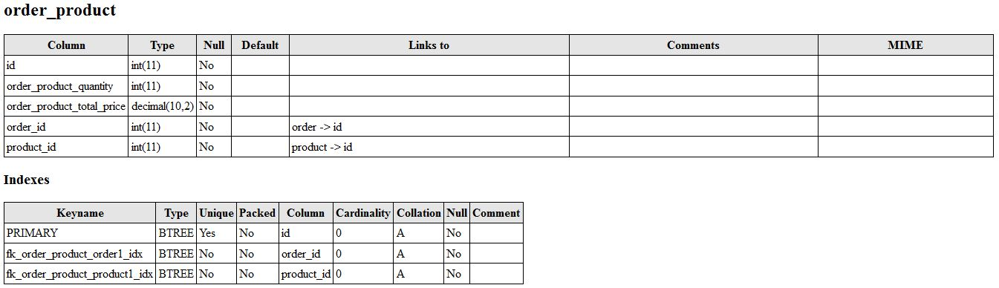 order_product
Column Type Null Default Links to Comments MIME
id int(11) No
order_product_quantity int(11) No
order_product_total_price decimal(10,2) No
order_id int(11) No order -> id
product_id int(11) No product -> id
Indexes
Keyname Type Unique Packed Column Cardinality Collation Null Comment
PRIMARY BTREE Yes No id 0 A No
fk_order_product_order1_idx BTREE No No order_id 0 A No
fk_order_product_product1_idx BTREE No No product_id 0 A No